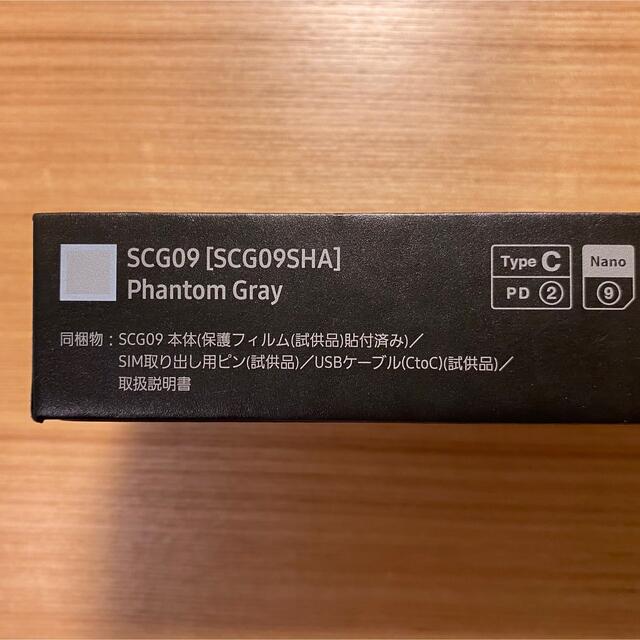 SCG09 [SCG09SHA]
Phantom Gray
Type C
PD ②
Nano
⑨
同梱物：SCG09 本体(保護フィルム(試供品)貼付済み)／
SIM取り出し用ピン(試供品)／USBケーブル(CtoC)(試供品)／
取扱説明書